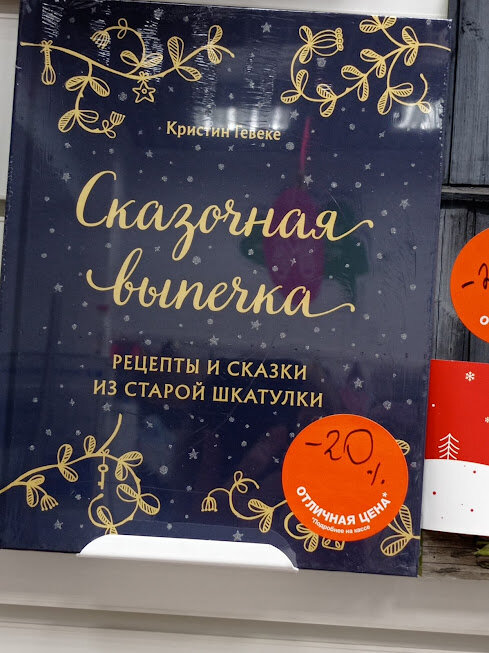 Кристин Гевеке
Сказочная
выпечка
РЕЦЕПТЫ И СКАЗКИ
ИЗ СТАРОЙ ШКАТУЛКИ
-20%
ОТЛИЧНАЯ ЦЕНА*
*Подробнее на кассе